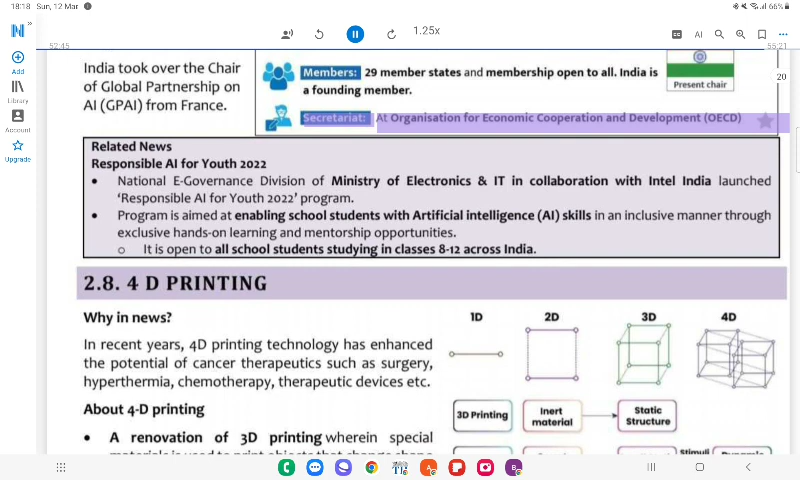 18:18 Sun, 12 Mar
66%
N »
1.25x
AI
52:45
55:21
Add
Library
Account
Upgrade
20
India took over the Chair
of Global Partnership on
AI (GPAI) from France.
Members: 29 member states and membership open to all. India is
a founding member.
Secretariat: At Organisation for Economic Cooperation and Development (OECD)
Present chair
Related News
Responsible AI for Youth 2022
• National E-Governance Division of Ministry of Electronics & IT in collaboration with Intel India launched
‘Responsible AI for Youth 2022’ program.
• Program is aimed at enabling school students with Artificial intelligence (AI) skills in an inclusive manner through
exclusive hands-on learning and mentorship opportunities.
o It is open to all school students studying in classes 8-12 across India.
2.8. 4 D PRINTING
Why in news?
In recent years, 4D printing technology has enhanced
the potential of cancer therapeutics such as surgery,
hyperthermia, chemotherapy, therapeutic devices etc.
About 4-D printing
• A renovation of 3D printing wherein special
1D 2D 3D 4D
3D Printing
Inert
material
Static
Structure
Stimuli